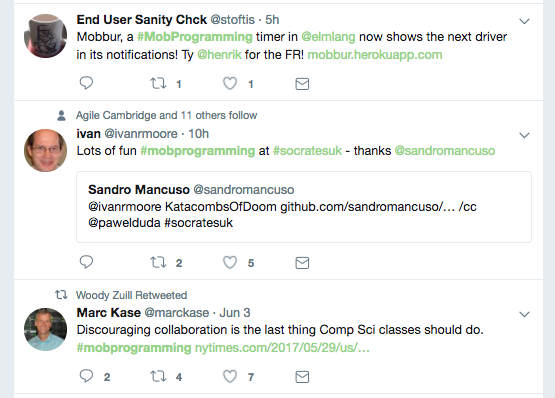 End User Sanity Chck @stoftis · 5h
Mobbur, a #MobProgramming timer in @elmlang now shows the next driver
in its notifications! Ty @henrik for the FR! mobbur.herokuapp.com
1 1
Agile Cambridge and 11 others follow
ivan @ivanrmoore · 10h
Lots of fun #mobprogramming at #socratesuk - thanks @sandromancuso
Sandro Mancuso @sandromancuso
@ivanrmoore KatacombsOfDoom github.com/sandromancuso/… /cc
@pawelduda #socratesuk
2 5
Woody Zuill Retweeted
Marc Kase @marckase · Jun 3
Discouraging collaboration is the last thing Comp Sci classes should do.
#mobprogramming nytimes.com/2017/05/29/us/…
2 4 7